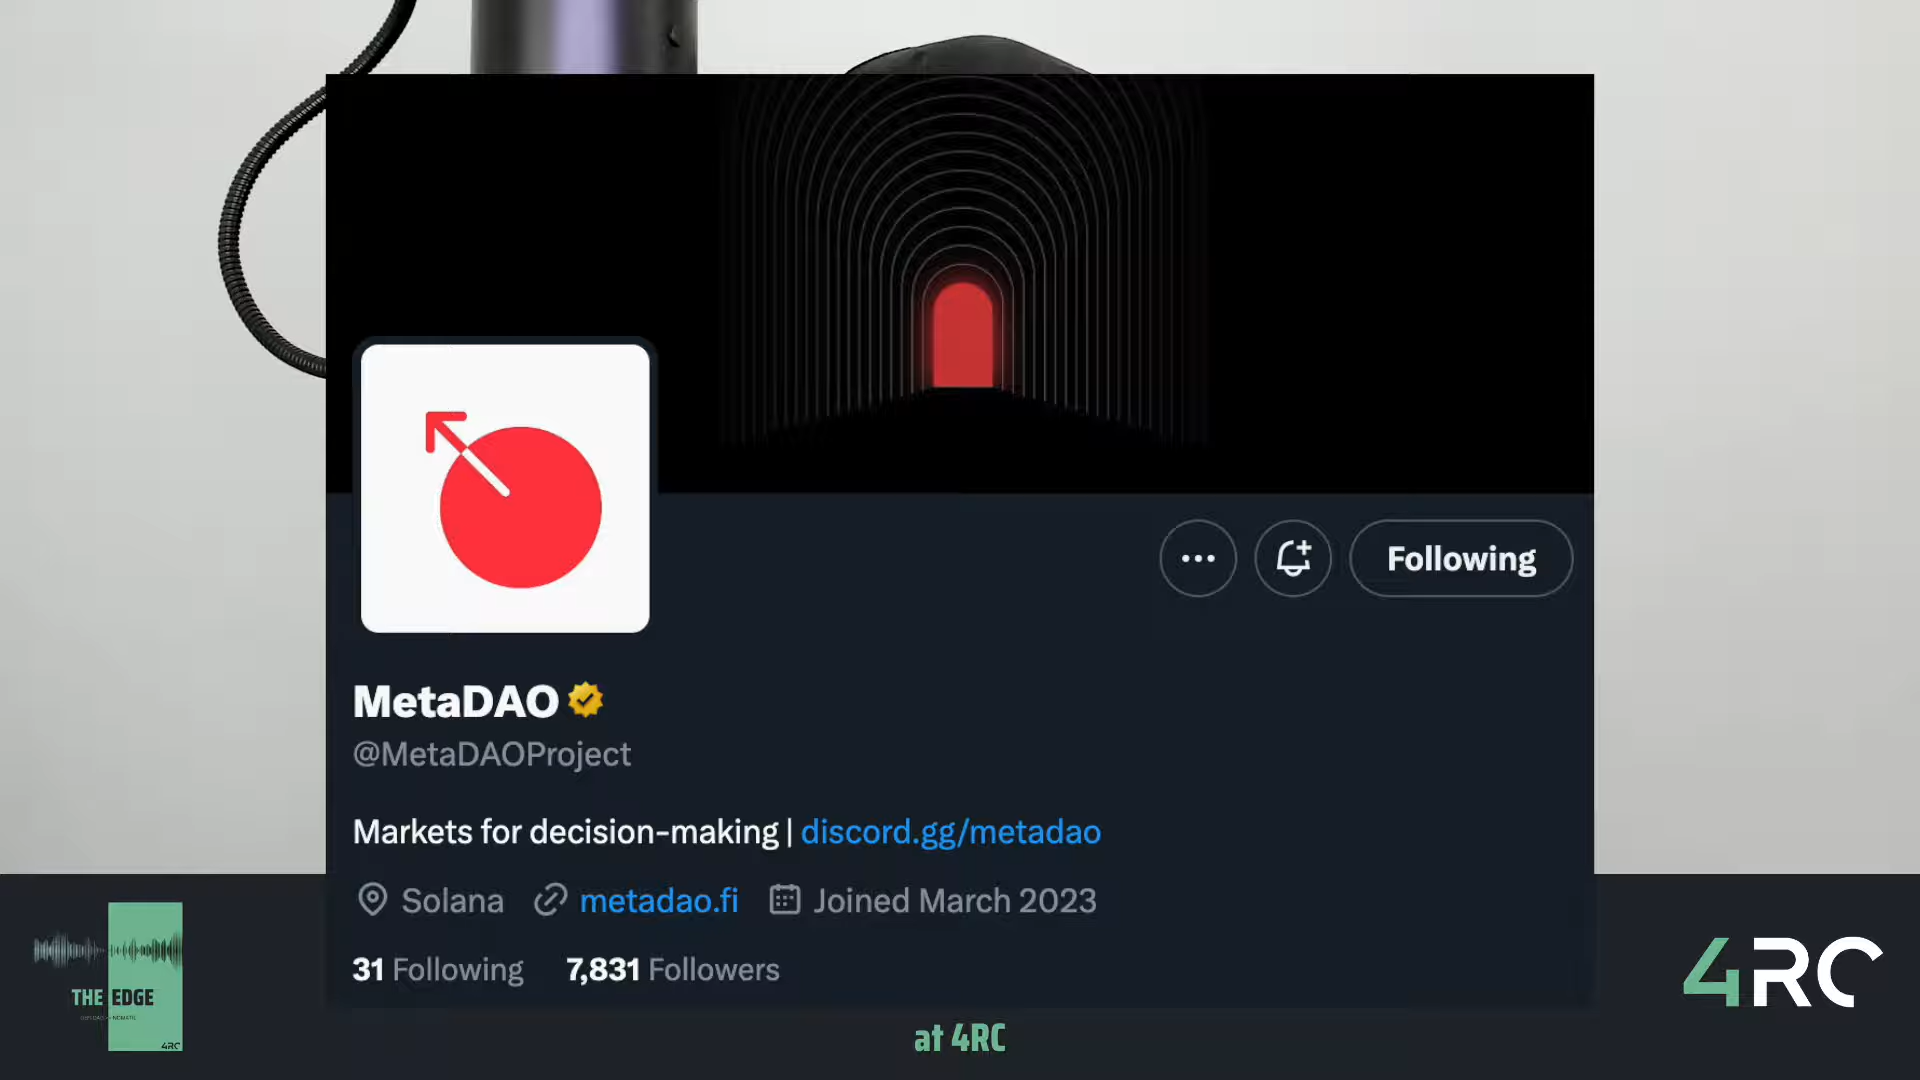 Following
MetaDAO
@MetaDAOProject
Markets for decision-making | discord.gg/metadao
Solana metadao.fi Joined March 2023
31 Following 7,831 Followers
THE EDGE
4RC
at 4RC
4RC